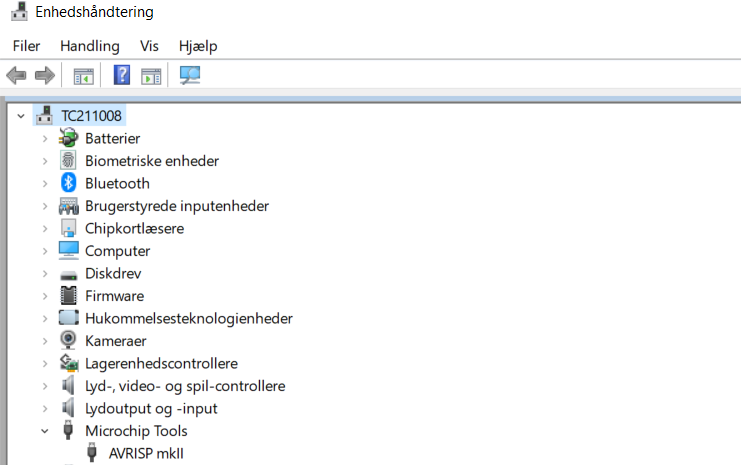 Enhedshåndtering
Filer Handling Vis Hjælp
TC211008
Batterier
Biometriske enheder
Bluetooth
Brugerstyrede inputenheder
Chipkortlæsere
Computer
Diskdrev
Firmware
Hukommelsesteknologienheder
Kameraer
Lagerenhedscontrollere
Lyd-, video- og spil-controllere
Lydoutput og -input
Microchip Tools
AVRISP mkII